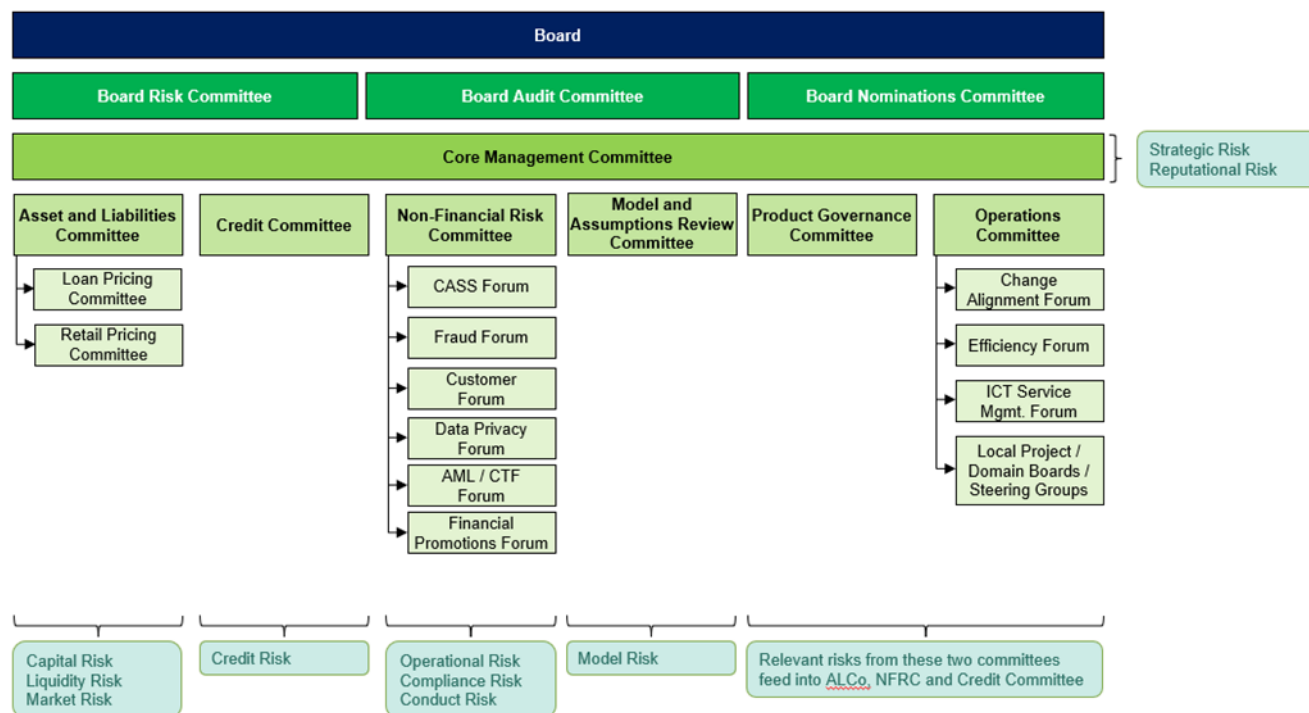 Board
Board Risk Committee
Board Audit Committee
Board Nominations Committee
Core Management Committee
Strategic Risk
Reputational Risk
Asset and Liabilities
Committee
Credit Committee
Non-Financial Risk
Committee
Model and
Assumptions Review
Committee
Product Governance
Committee
Operations
Committee
Loan Pricing
Committee
Retail Pricing
Committee
CASS Forum
Fraud Forum
Customer
Forum
Data Privacy
Forum
AML / CTF
Forum
Financial
Promotions Forum
Change
Alignment Forum
Efficiency Forum
ICT Service
Mgmt. Forum
Local Project /
Domain Boards /
Steering Groups
Capital Risk
Liquidity Risk
Market Risk
Credit Risk
Operational Risk
Compliance Risk
Conduct Risk
Model Risk
Relevant risks from these two committees
feed into ALCo, NFRC and Credit Committee